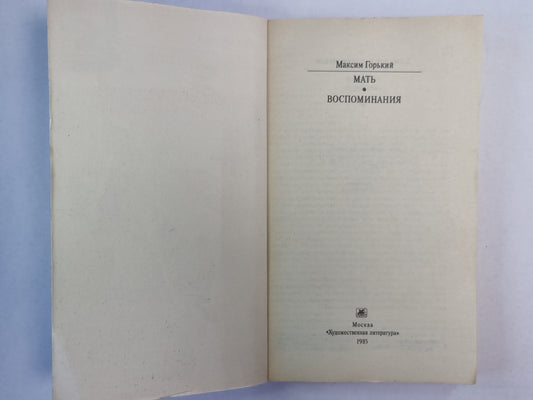 Максим Горький
МАТЬ
•
ВОСПОМИНАНИЯ
Москва
«Художественная литература»
1985